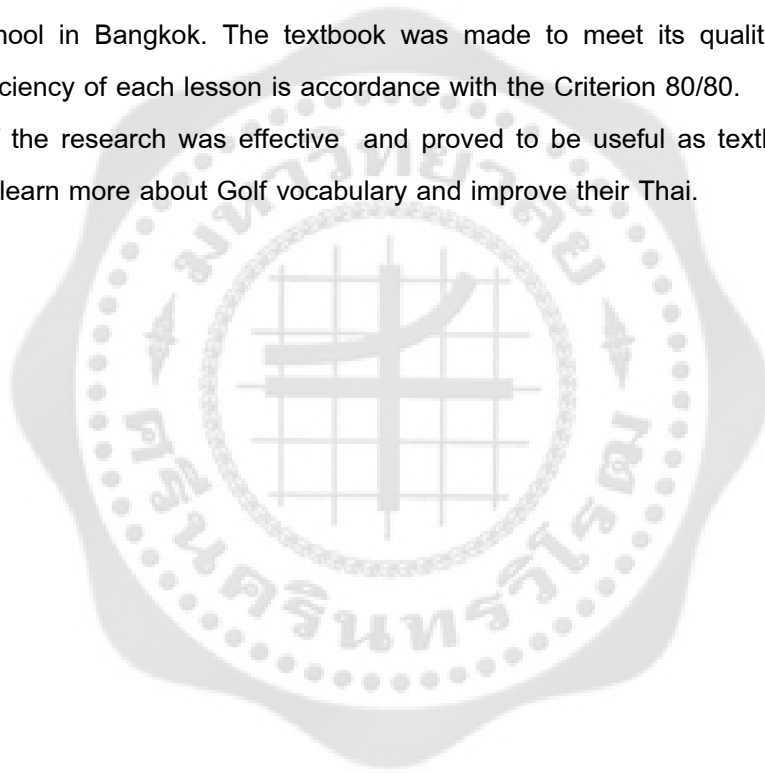 hool in Bangkok. The textbook was made to meet its qualit
ciency of each lesson is accordance with the Criterion 80/80.
the research was effective and proved to be useful as textb
learn more about Golf vocabulary and improve their Thai.
มหาวิทยาลัย
ศรีนครินทรวิโรฒ